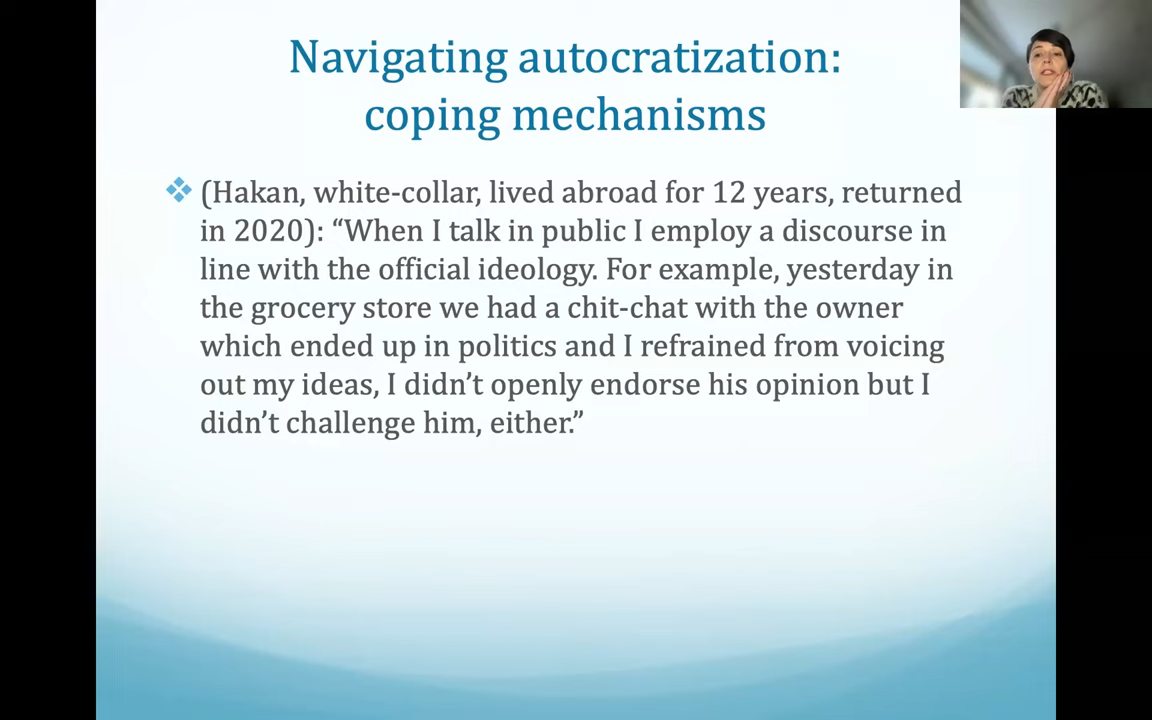 Navigating autocratization:
coping mechanisms
(Hakan, white-collar, lived abroad for 12 years, returned
in 2020): “When I talk in public I employ a discourse in
line with the official ideology. For example, yesterday in
the grocery store we had a chit-chat with the owner
which ended up in politics and I refrained from voicing
out my ideas, I didn’t openly endorse his opinion but I
didn’t challenge him, either.”